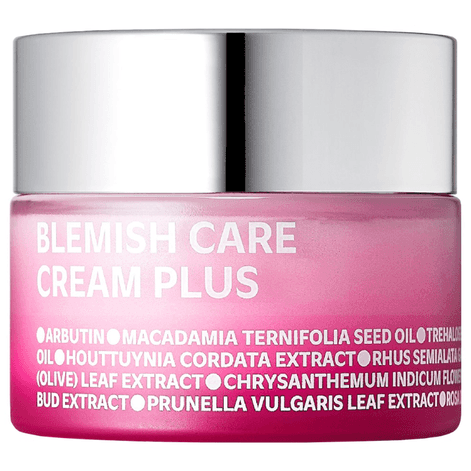 BLEMISH CARE
CREAM PLUS
●ARBUTIN●MACADAMIA TERNIFOLIA SEED OIL●
OIL●HOUTTUYNIA CORDATA EXTRACT●RHUS SEMIALATA
(OLIVE) LEAF EXTRACT●CHRYSANTHEMUM INDICUM
BUD EXTRACT●PRUNELLA VULGARIS LEAF EXTRACT●ROSA